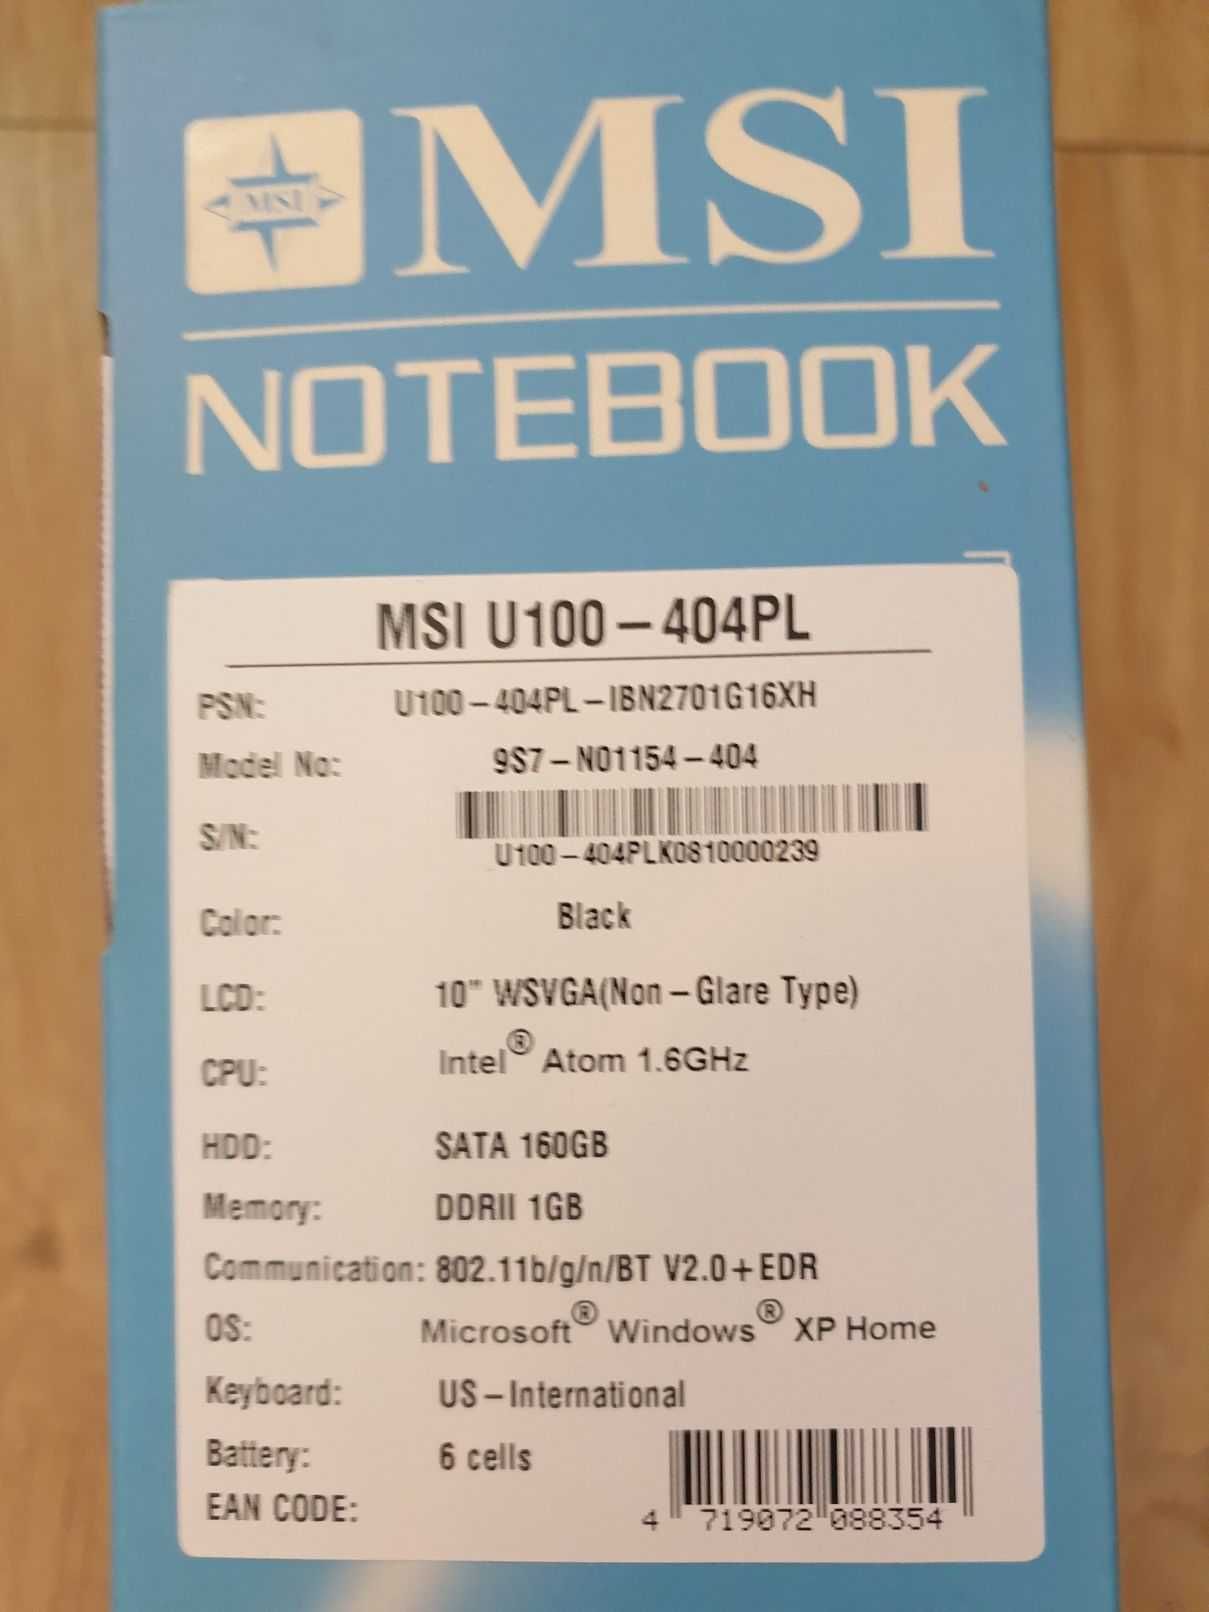 MSI
MSI
NOTEBOOK
MSI U100-404PL
PSN: U100-404PL-IBN2701G16XH
Model No: 9S7-N01154-404
S/N:
U100-404PLK0810000239
Color: Black
LCD: 10" WSVGA(Non-Glare Type)
CPU: Intel® Atom 1.6GHz
HDD: SATA 160GB
Memory: DDRII 1GB
Communication: 802.11b/g/n/BT V2.0+EDR
OS: Microsoft® Windows® XP Home
Keyboard: US-International
Battery: 6 cells
EAN CODE: 4 719072 088354